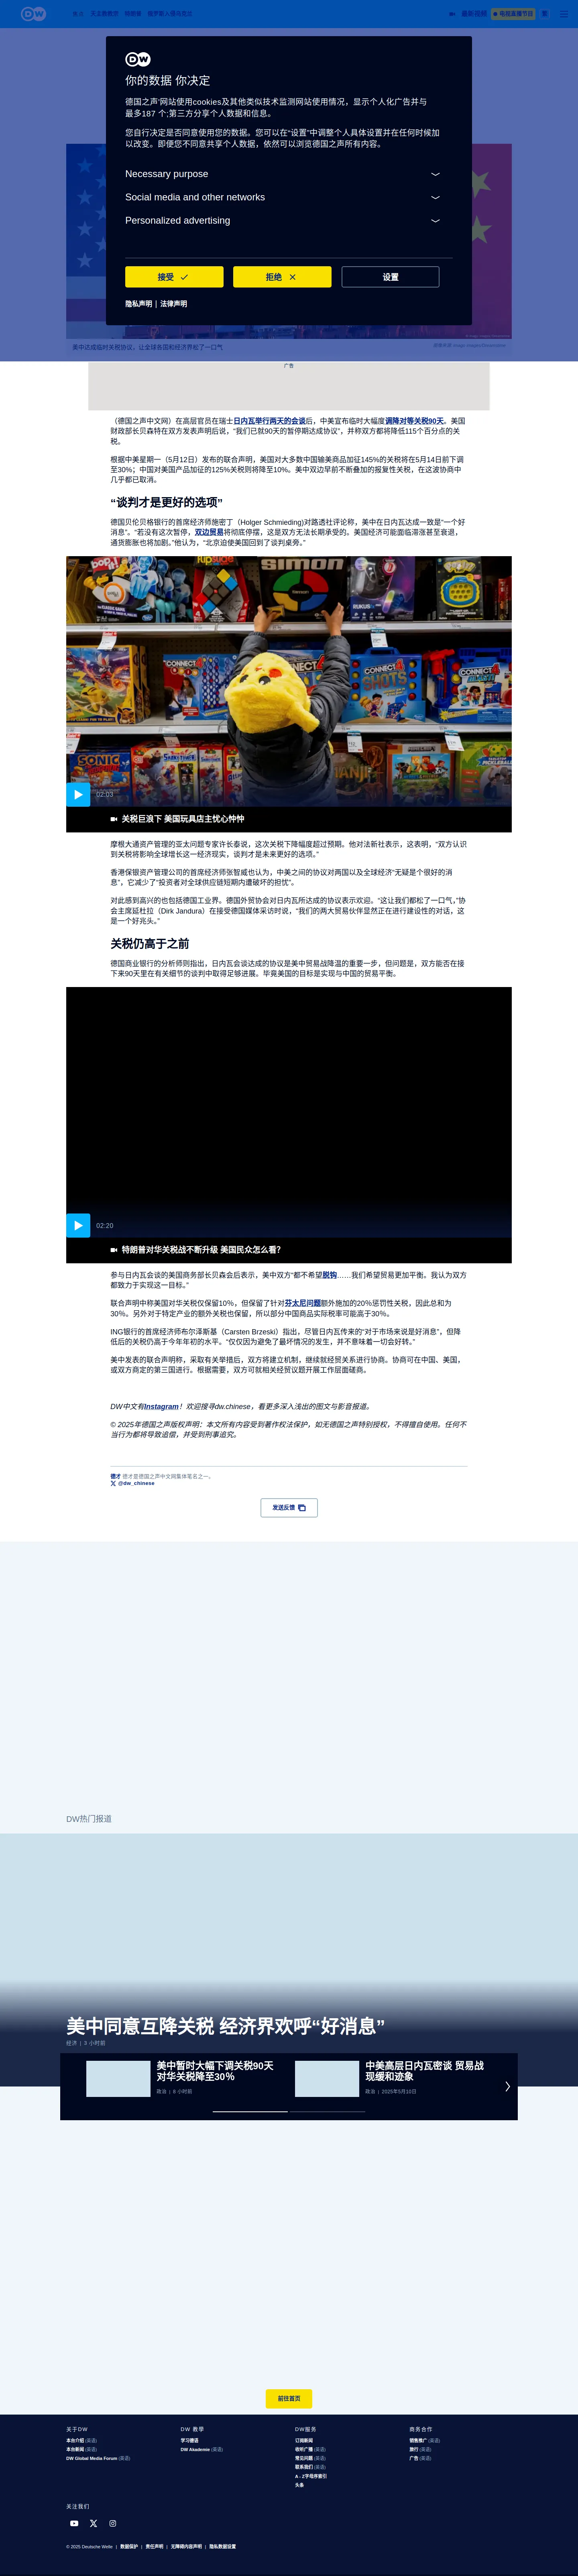 DW
最新视频
电视直播节目
DW
你的数据 你决定
德国之声'网站使用cookies及其他类似技术监测网站使用情况，显示个人化广告并与
最多187 个;第三方分享个人数据和信息。
您自行决定是否同意使用您的数据。您可以在“设置”中调整个人具体设置并在任何时候加
以改变。即便您不同意共享个人数据，依然可以浏览德国之声所有内容。
Necessary purpose
Social media and other networks
Personalized advertising
接受
拒绝
设置
隐私声明 | 法律声明
美中达成临时关税协议，让全球各国和经济界松了一口气
广告
（德国之声中文网）在高层官员在瑞士日内瓦举行两天的会谈后，中美宣布临时大幅度调降对等关税90天。美国
财政部长贝森特在双方发表声明后说，“我们已就90天的暂停期达成协议”，并称双方都将降低115个百分点的关
税。
根据中美星期一（5月12日）发布的联合声明，美国对大多数中国输美商品加征145%的关税将在5月14日前下调
至30%；中国对美国产品加征的125%关税则将降至10%。美中双边早前不断叠加的报复性关税，在这波协商中
几乎都已取消。
“谈判才是更好的选项”
德国贝伦贝格银行的首席经济师施密丁（Holger Schmieding)对路透社评论称，美中在日内瓦达成一致是“一个好
消息”。“若没有这次暂停，双边贸易将彻底停摆，这是双方无法长期承受的。美国经济可能面临滞涨甚至衰退，
通货膨胀也将加剧。”他认为，“北京迫使美国回到了谈判桌旁。”
SIMON
RUKUS
CONNECT 4
CONNECT 4
SHOTS
SONIC
02:03
关税巨浪下 美国玩具店主忧心忡忡
摩根大通资产管理的亚太问题专家许长泰说，这次关税下降幅度超过预期。他对法新社表示，这表明，“双方认识
到关税将影响全球增长这一经济现实，谈判才是未来更好的选项。”
香港保银资产管理公司的首席经济师张智威也认为，中美之间的协议对两国以及全球经济“无疑是个很好的消
息”，它减少了“投资者对全球供应链短期内遭破坏的担忧”。
对此感到高兴的也包括德国工业界。德国外贸协会对日内瓦所达成的协议表示欢迎。“这让我们都松了一口气，”协
会主席延杜拉（Dirk Jandura）在接受德国媒体采访时说，“我们的两大贸易伙伴显然正在进行建设性的对话，这
是一个好兆头。”
关税仍高于之前
德国商业银行的分析师则指出，日内瓦会谈达成的协议是美中贸易战降温的重要一步，但问题是，双方能否在接
下来90天里在有关细节的谈判中取得足够进展。毕竟美国的目标是实现与中国的贸易平衡。
02:20
特朗普对华关税战不断升级 美国民众怎么看？
参与日内瓦会谈的美国商务部长贝森会后表示，美中双方“都不希望脱钩……我们希望贸易更加平衡。我认为双方
都致力于实现这一目标。”
联合声明中称美国对华关税仅保留10%，但保留了针对芬太尼问题额外施加的20%惩罚性关税，因此总和为
30%。另外对于特定产业的额外关税也保留，所以部分中国商品实际税率可能高于30%。
ING银行的首席经济师布尔泽斯基（Carsten Brzeski）指出，尽管日内瓦传来的“对于市场来说是好消息”，但降
低后的关税仍高于今年年初的水平。“仅仅因为避免了最坏情况的发生，并不意味着一切会好转。”
美中发表的联合声明称，采取有关举措后，双方将建立机制，继续就经贸关系进行协商。协商可在中国、美国，
或双方商定的第三国进行。根据需要，双方可就相关经贸议题开展工作层面磋商。
DW中文有Instagram！欢迎搜寻dw.chinese，看更多深入浅出的图文与影音报道。
© 2025年德国之声版权声明：本文所有内容受到著作权法保护，如无德国之声特别授权，不得擅自使用。任何不
当行为都将导致追偿，并受到刑事追究。
德才 德才是德国之声中文网集体笔名之一。
@dw_chinese
发送反馈
DW热门报道
美中同意互降关税 经济界欢呼“好消息”
经济 | 3 小时前
美中暂时大幅下调关税90天
对华关税降至30％
政治 | 8 小时前
中美高层日内瓦密谈 贸易战
现缓和迹象
政治 | 2025年5月10日
前往首页
关于DW
本台介绍 (英语)
本台新闻 (英语)
DW Global Media Forum (英语)
DW 教學
学习德语
DW Akademie (英语)
DW服务
订阅新闻
收听广播 (英语)
常见问题 (英语)
联系我们 (英语)
A - Z字母序索引
头条
商务合作
销售推广 (英语)
旅行 (英语)
广告 (英语)
关注我们
© 2025 Deutsche Welle | 数据保护 | 责任声明 | 无障碍内容声明 | 隐私数据设置